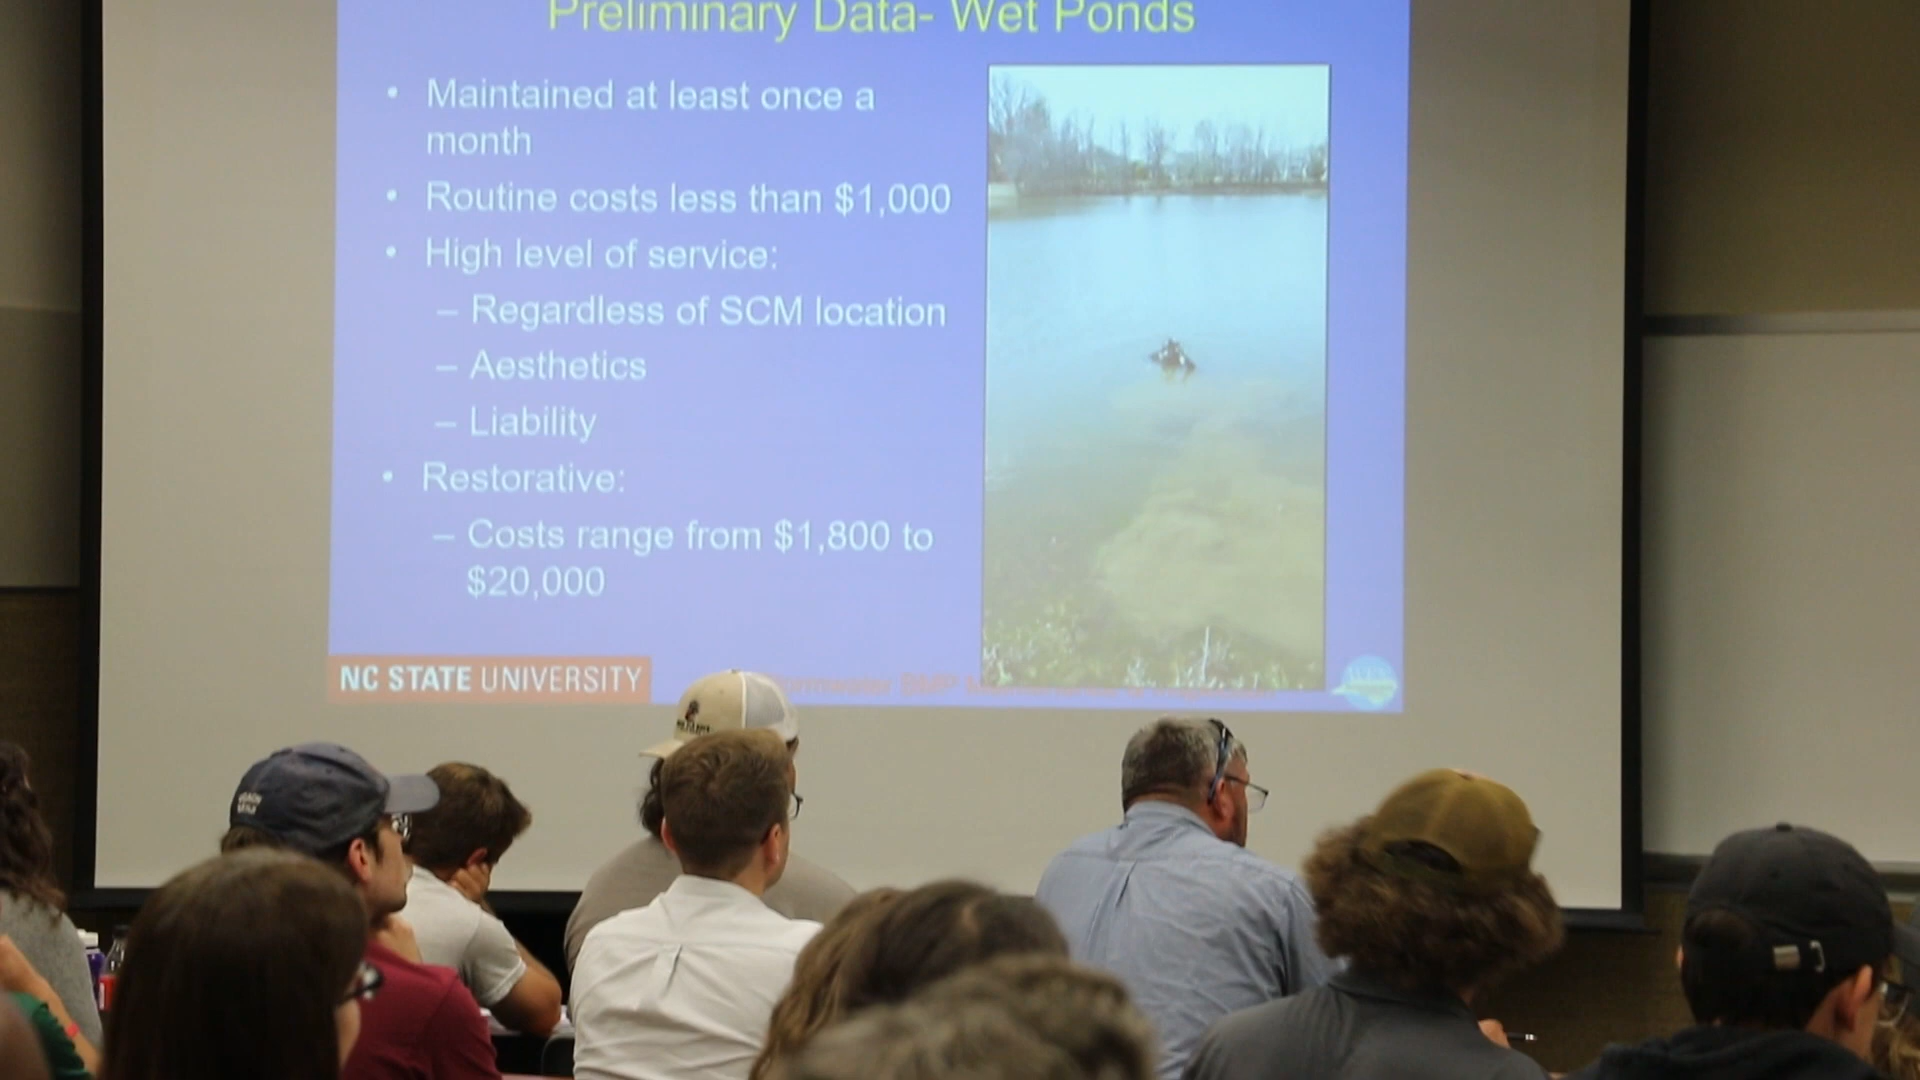 Preliminary Data- Wet Ponds
• Maintained at least once a
month
• Routine costs less than $1,000
• High level of service:
– Regardless of SCM location
– Aesthetics
– Liability
• Restorative:
– Costs range from $1,800 to
$20,000
NC STATE UNIVERSITY